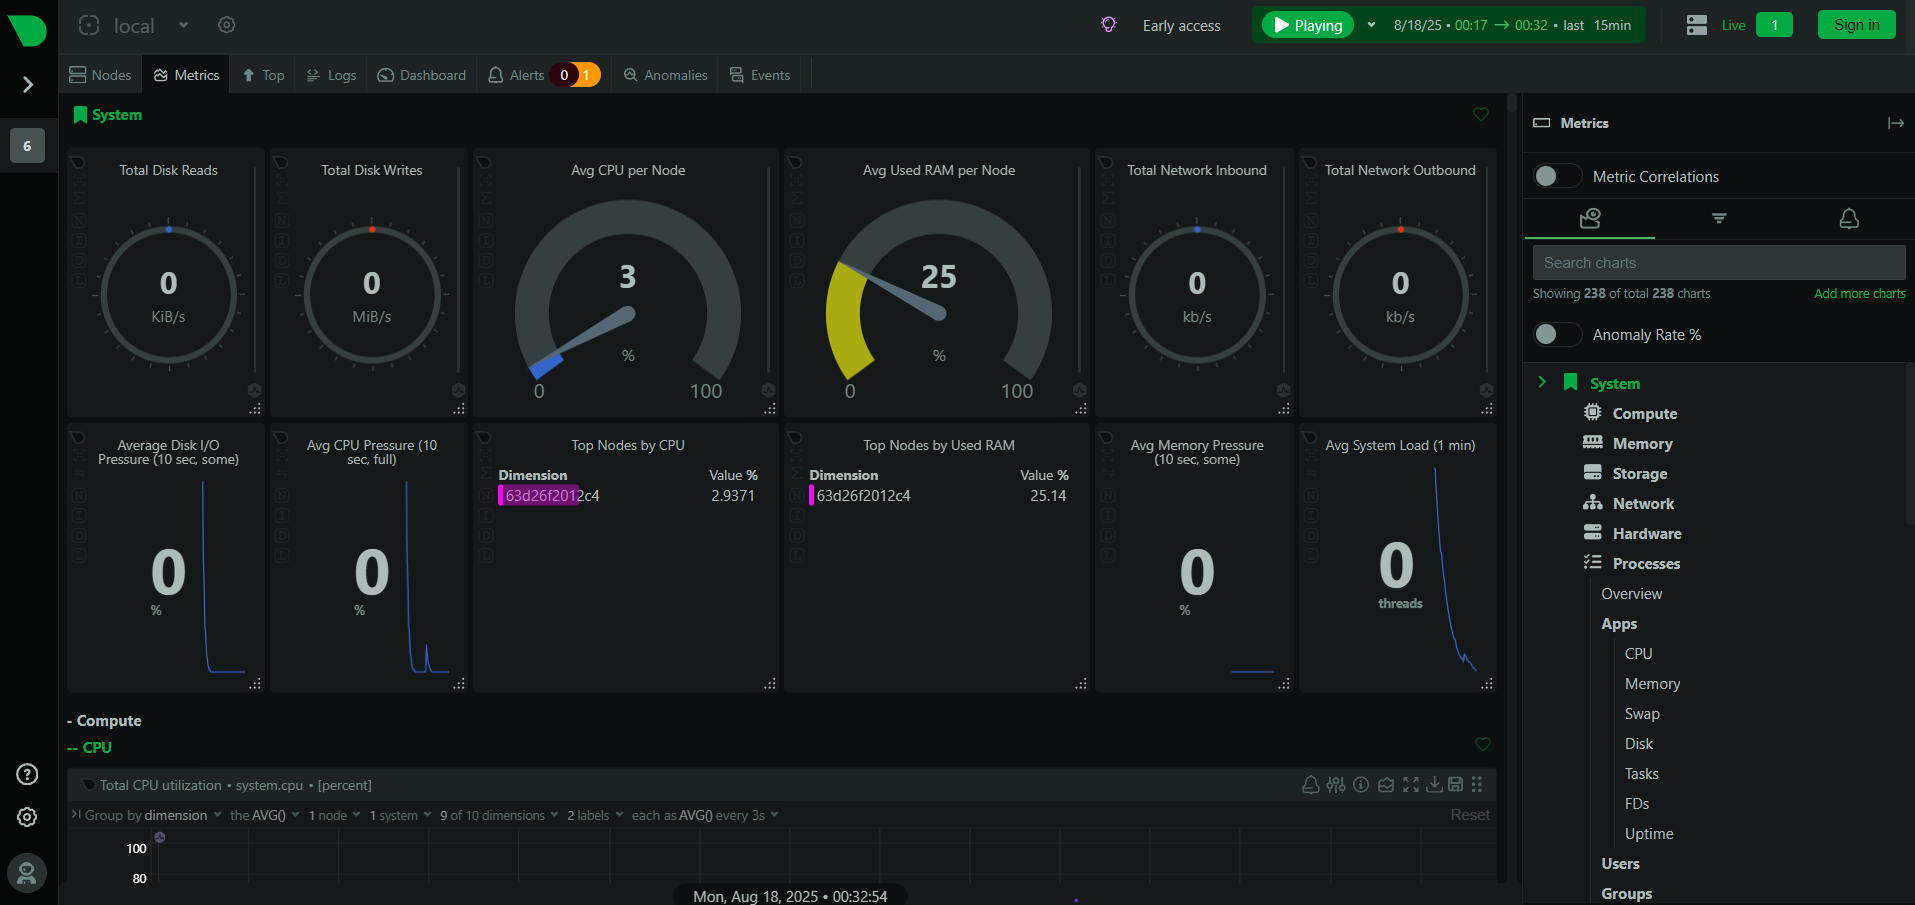 local
Early access
Playing
8/18/25 • 00:17 → 00:32 • last 15min
Live
1
Sign in
Nodes
Metrics
Top
Logs
Dashboard
Alerts
0
1
Anomalies
Events
6
System
Total Disk Reads
0
KiB/s
Total Disk Writes
0
MiB/s
Avg CPU per Node
3
%
0
100
Avg Used RAM per Node
25
%
0
100
Total Network Inbound
0
kb/s
Total Network Outbound
0
kb/s
Average Disk I/O
Pressure (10 sec, some)
0
%
Avg CPU Pressure (10
sec, full)
0
%
Top Nodes by CPU
Dimension Value %
63d26f2012c4 2.9371
Top Nodes by Used RAM
Dimension Value %
63d26f2012c4 25.14
Avg Memory Pressure
(10 sec, some)
0
%
Avg System Load (1 min)
0
threads
- Compute
-- CPU
Total CPU utilization • system.cpu • [percent]
Group by dimension the AVG() 1 node 1 system 9 of 10 dimensions 2 labels each as AVG() every 3s
Reset
100
80
Mon, Aug 18, 2025 • 00:32:54
Metrics
Metric Correlations
Search charts
Showing 238 of total 238 charts
Add more charts
Anomaly Rate %
System
Compute
Memory
Storage
Network
Hardware
Processes
Overview
Apps
CPU
Memory
Swap
Disk
Tasks
FDs
Uptime
Users
Groups